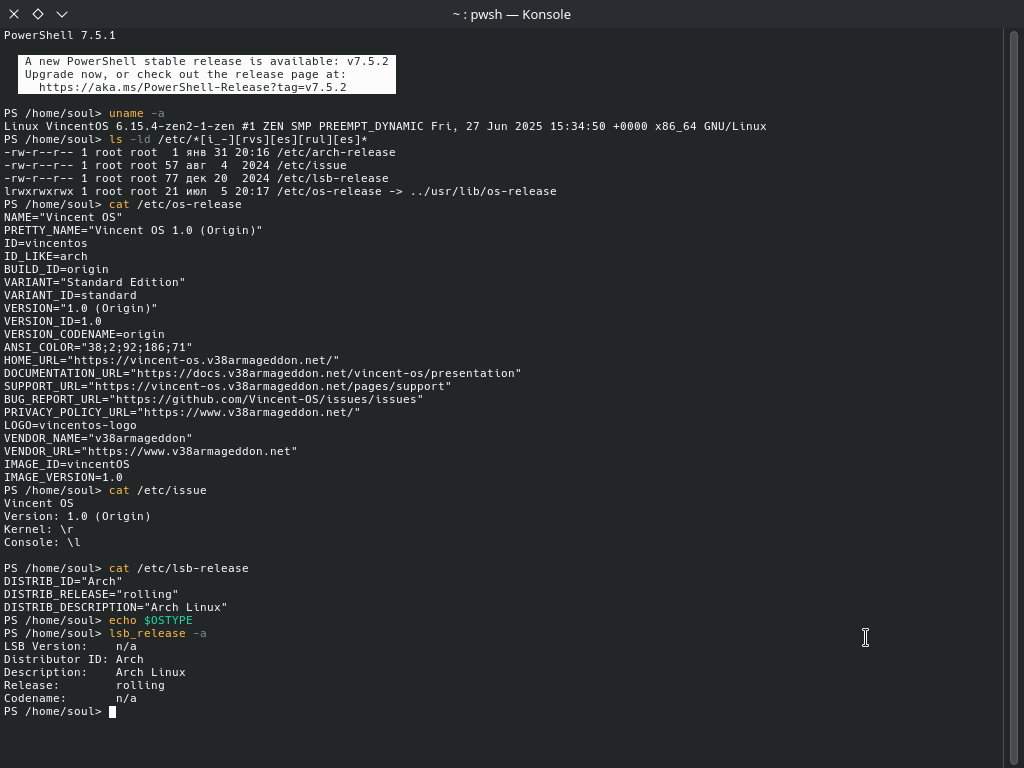 ~ : pwsh — Konsole
PowerShell 7.5.1
A new PowerShell stable release is available: v7.5.2
Upgrade now, or check out the release page at:
https://aka.ms/PowerShell-Release?tag=v7.5.2
PS /home/soul> uname -a
Linux VincentOS 6.15.4-zen2-1-zen #1 ZEN SMP PREEMPT_DYNAMIC Fri, 27 Jun 2025 15:34:50 +0000 x86_64 GNU/Linux
PS /home/soul> ls -ld /etc/*[i_-][rvs][es][rul][es]*
-rw-r--r-- 1 root root  1 янв 31 20:16 /etc/arch-release
-rw-r--r-- 1 root root 57 авг  4  2024 /etc/issue
-rw-r--r-- 1 root root 77 дек 20  2024 /etc/lsb-release
lrwxrwxrwx 1 root root 21 июл  5 20:17 /etc/os-release -> ../usr/lib/os-release
PS /home/soul> cat /etc/os-release
NAME="Vincent OS"
PRETTY_NAME="Vincent OS 1.0 (Origin)"
ID=vincentos
ID_LIKE=arch
BUILD_ID=origin
VARIANT="Standard Edition"
VARIANT_ID=standard
VERSION="1.0 (Origin)"
VERSION_ID=1.0
VERSION_CODENAME=origin
ANSI_COLOR="38;2;92;186;71"
HOME_URL="https://vincent-os.v38armageddon.net/"
DOCUMENTATION_URL="https://docs.v38armageddon.net/vincent-os/presentation"
SUPPORT_URL="https://vincent-os.v38armageddon.net/pages/support"
BUG_REPORT_URL="https://github.com/Vincent-OS/issues/issues"
PRIVACY_POLICY_URL="https://www.v38armageddon.net/"
LOGO=vincentos-logo
VENDOR_NAME="v38armageddon"
VENDOR_URL="https://www.v38armageddon.net"
IMAGE_ID=vincentOS
IMAGE_VERSION=1.0
PS /home/soul> cat /etc/issue
Vincent OS
Version: 1.0 (Origin)
Kernel: \r
Console: \l
PS /home/soul> cat /etc/lsb-release
DISTRIB_ID="Arch"
DISTRIB_RELEASE="rolling"
DISTRIB_DESCRIPTION="Arch Linux"
PS /home/soul> echo $OSTYPE
PS /home/soul> lsb_release -a
LSB Version:    n/a
Distributor ID: Arch
Description:    Arch Linux
Release:        rolling
Codename:       n/a
PS /home/soul>